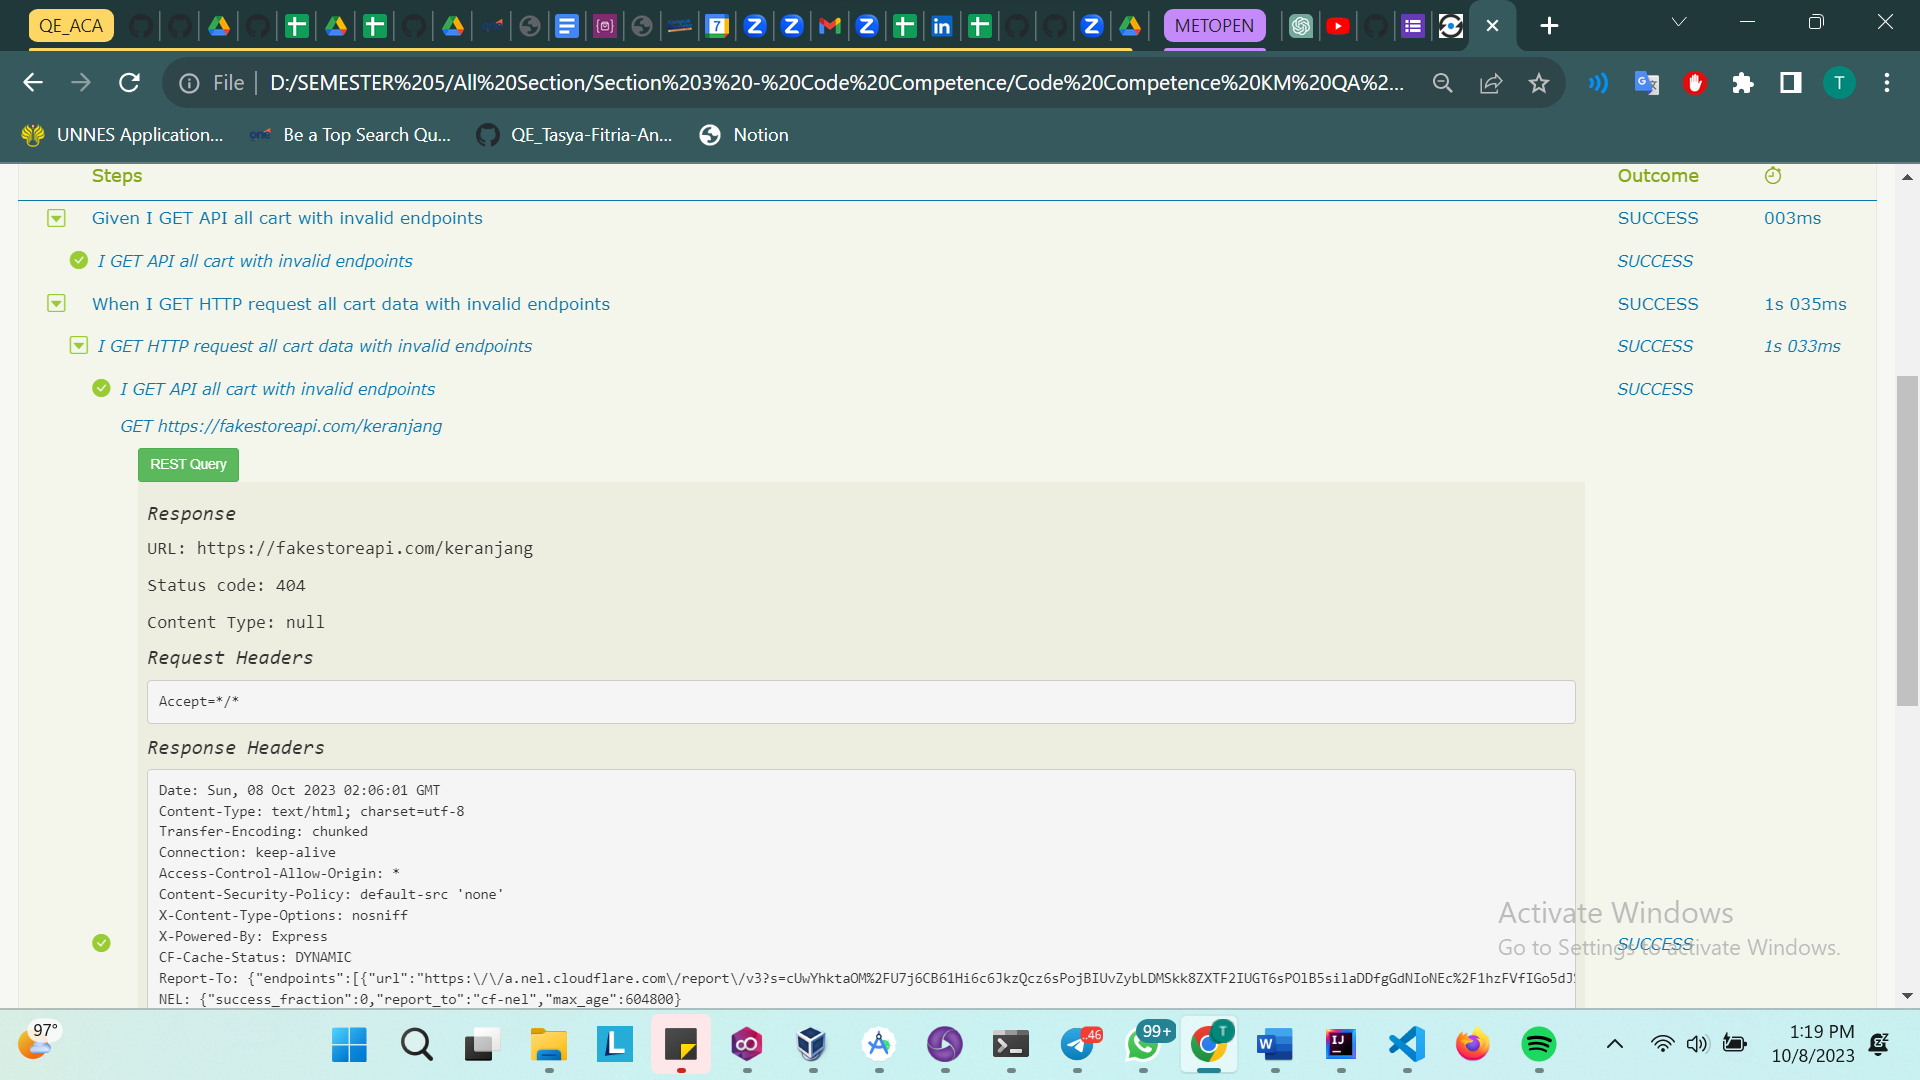 QE_ACA
METOPEN
File
D:/SEMESTER%205/All%20Section/Section%203%20-%20Code%20Competence/Code%20Competence%20KM%20QA%2...
UNNES Application...
Be a Top Search Qu...
QE_Tasya-Fitria-An...
Notion
Steps Outcome
Given I GET API all cart with invalid endpoints SUCCESS 003ms
I GET API all cart with invalid endpoints SUCCESS
When I GET HTTP request all cart data with invalid endpoints SUCCESS 1s 035ms
I GET HTTP request all cart data with invalid endpoints SUCCESS 1s 033ms
I GET API all cart with invalid endpoints SUCCESS
GET https://fakestoreapi.com/keranjang
REST Query
Response
URL: https://fakestoreapi.com/keranjang
Status code: 404
Content Type: null
Request Headers
Accept=*/*
Response Headers
Date: Sun, 08 Oct 2023 02:06:01 GMT
Content-Type: text/html; charset=utf-8
Transfer-Encoding: chunked
Connection: keep-alive
Access-Control-Allow-Origin: *
Content-Security-Policy: default-src 'none'
X-Content-Type-Options: nosniff
X-Powered-By: Express
CF-Cache-Status: DYNAMIC
Report-To: {"endpoints":[{"url":"https:\/\/a.nel.cloudflare.com\/report\/v3?
NEL: {"success_fraction":0,"report_to":"cf-nel","max_age":604800}
SUCCESS
Activate Windows
Go to Settings to activate Windows.
97°
46
99+
1:19 PM
10/8/2023